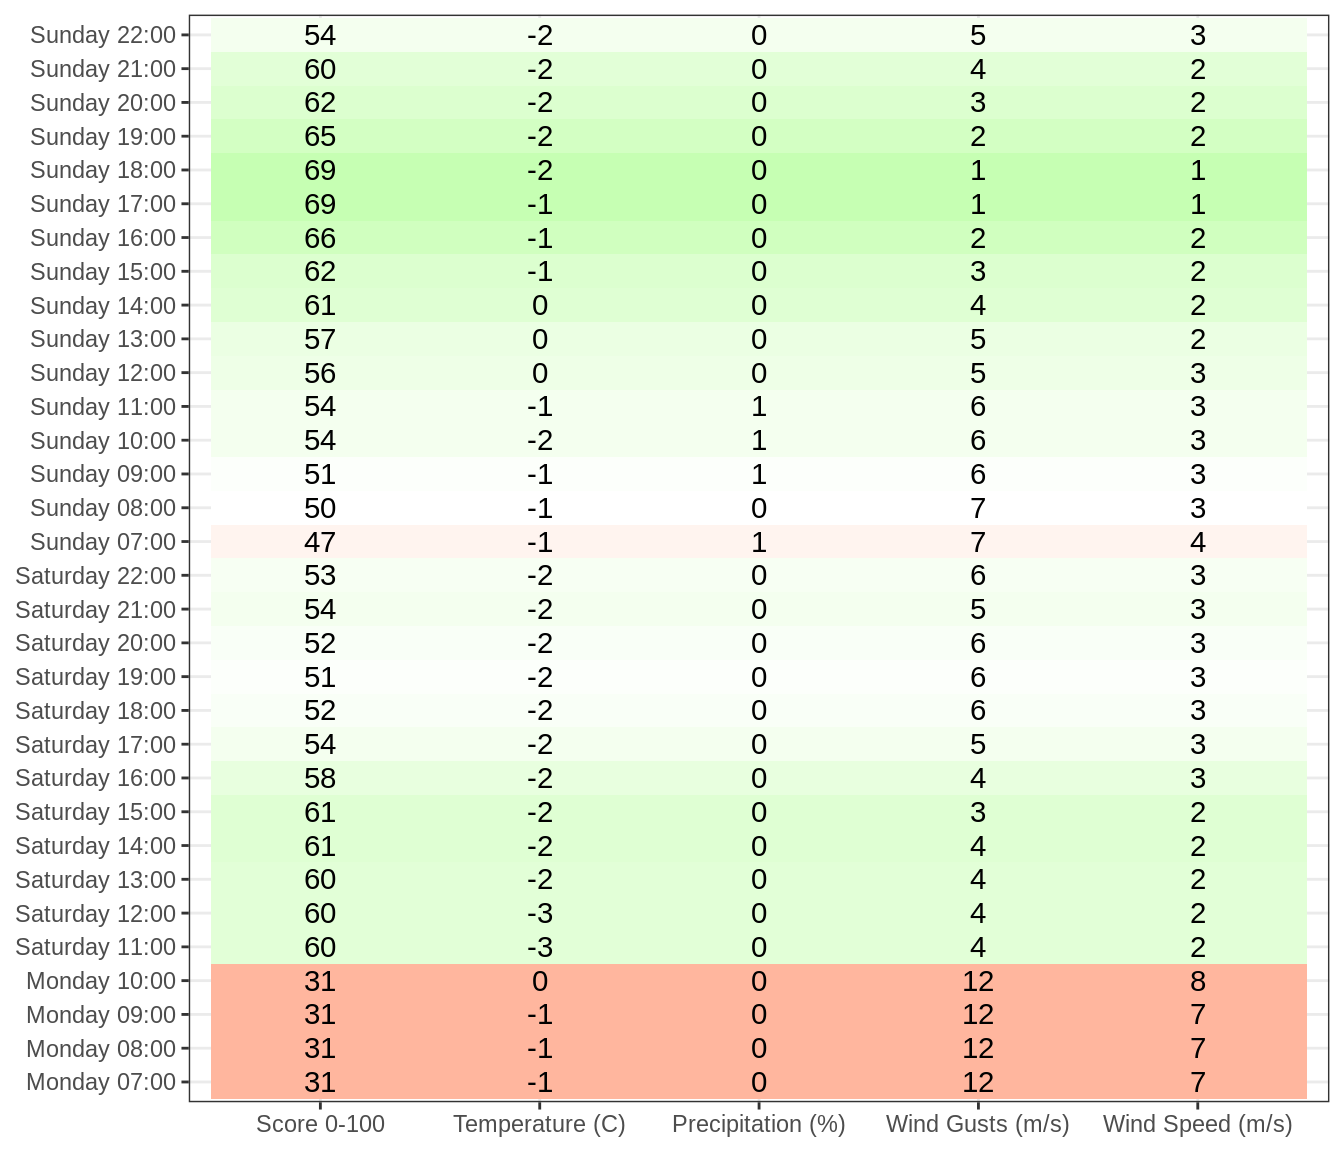 Sunday 22:00 54 -2 0 5 3
Sunday 21:00 60 -2 0 4 2
Sunday 20:00 62 -2 0 3 2
Sunday 19:00 65 -2 0 2 2
Sunday 18:00 69 -2 0 1 1
Sunday 17:00 69 -1 0 1 1
Sunday 16:00 66 -1 0 2 2
Sunday 15:00 62 -1 0 3 2
Sunday 14:00 61 0 0 4 2
Sunday 13:00 57 0 0 5 2
Sunday 12:00 56 0 0 5 3
Sunday 11:00 54 -1 1 6 3
Sunday 10:00 54 -2 1 6 3
Sunday 09:00 51 -1 1 6 3
Sunday 08:00 50 -1 0 7 3
Sunday 07:00 47 -1 1 7 4
Saturday 22:00 53 -2 0 6 3
Saturday 21:00 54 -2 0 5 3
Saturday 20:00 52 -2 0 6 3
Saturday 19:00 51 -2 0 6 3
Saturday 18:00 52 -2 0 6 3
Saturday 17:00 54 -2 0 5 3
Saturday 16:00 58 -2 0 4 3
Saturday 15:00 61 -2 0 3 2
Saturday 14:00 61 -2 0 4 2
Saturday 13:00 60 -2 0 4 2
Saturday 12:00 60 -3 0 4 2
Saturday 11:00 60 -3 0 4 2
Monday 10:00 31 0 0 12 8
Monday 09:00 31 -1 0 12 7
Monday 08:00 31 -1 0 12 7
Monday 07:00 31 -1 0 12 7
Score 0-100 Temperature (C) Precipitation (%) Wind Gusts (m/s) Wind Speed (m/s)